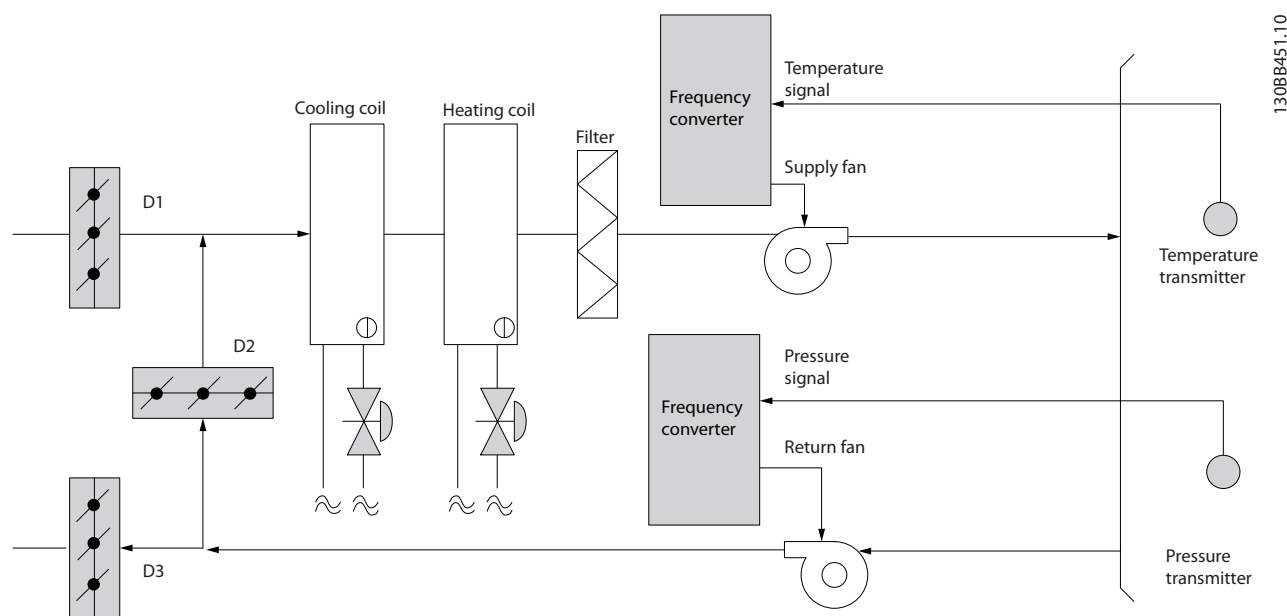 130BB451.10
Temperature
signal
Frequency
converter
Cooling coil
Heating coil
Filter
Supply fan
D1
Temperature
transmitter
D2
Pressure
signal
Frequency
converter
Return fan
D3
Pressure
transmitter